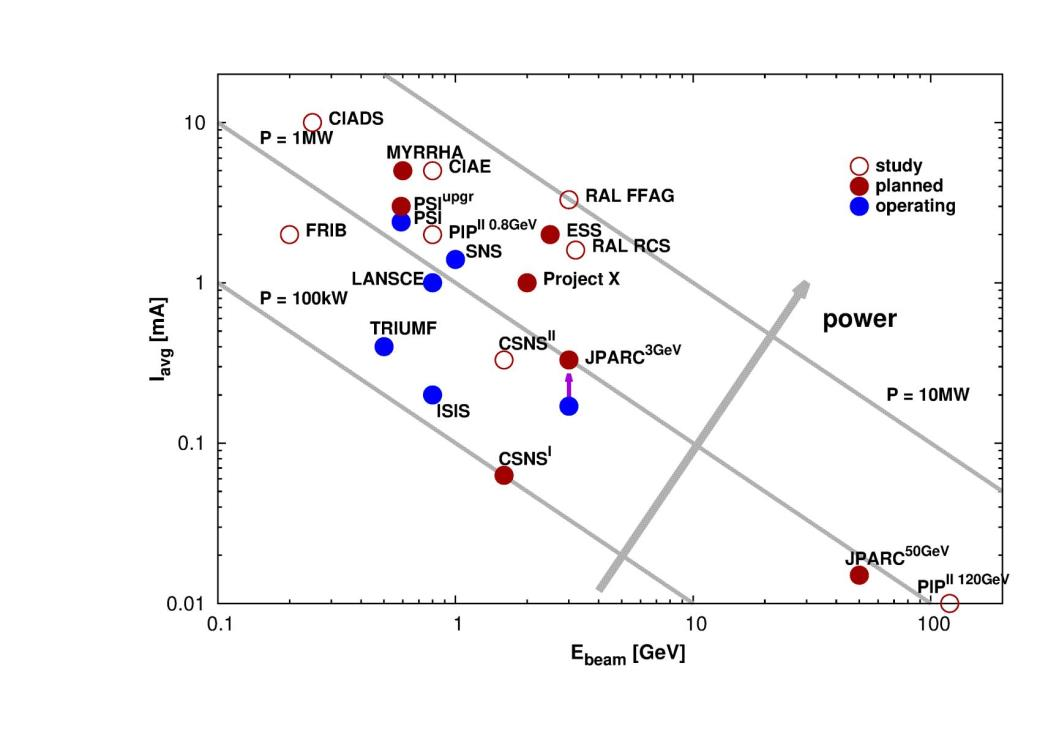 10
1
0.1
0.01
0.1
1
10
100
I_avg [mA]
E_beam [GeV]
CIADS
P = 1MW
MYRRHA
CIAE
study
planned
operating
RAL FFAG
PSI^upgr
PSI
FRIB
PIP^II 0.8GeV
ESS
RAL RCS
SNS
LANSCE
Project X
P = 100kW
power
TRIUMF
CSNS^II
JPARC^3GeV
P = 10MW
ISIS
CSNS^I
JPARC^50GeV
PIP^II 120GeV